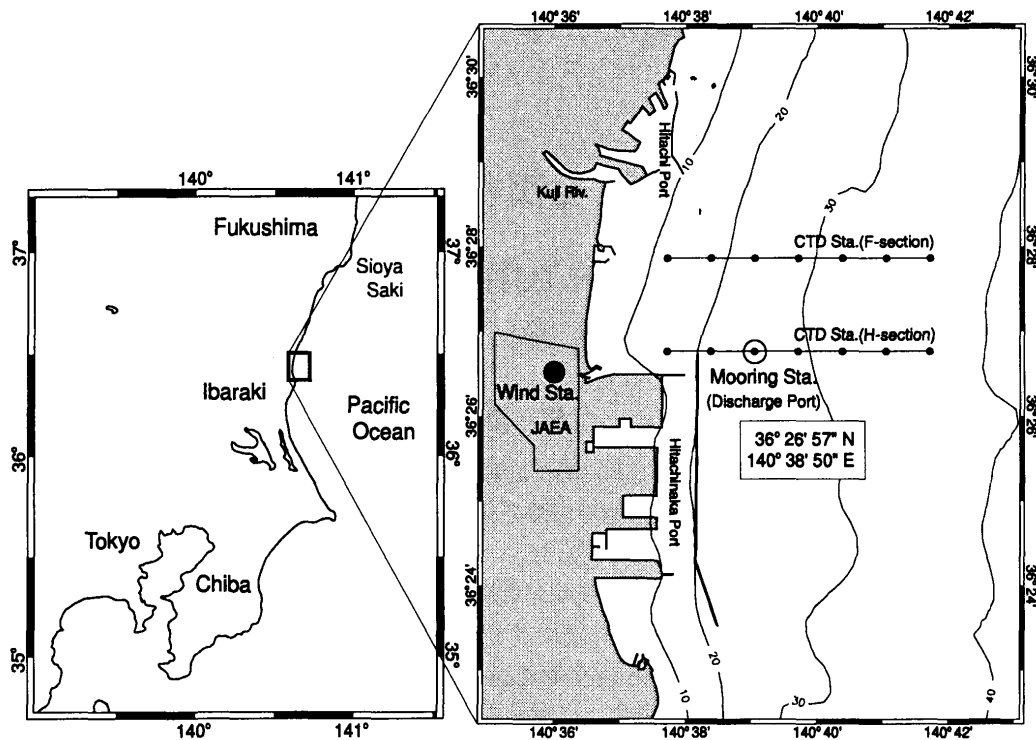 140°
141°
Fukushima
37°
37°
Sioya
Saki
Ibaraki
Pacific
Ocean
36°
36°
Tokyo
Chiba
35°
35°
140°
141°
140° 36'
140° 38'
140° 40'
140° 42'
36° 30'
36° 30'
Hitachi Port
10
20
30
Kuji Riv.
36° 28'
36° 28'
CTD Sta.(F-section)
CTD Sta.(H-section)
Wind Sta.
Mooring Sta.
(Discharge Port)
36° 26'
36° 26'
JAEA
36° 26' 57" N
140° 38' 50" E
Hitachinaka Port
36° 24'
36° 24'
10
20
30
40
140° 36'
140° 38'
140° 40'
140° 42'